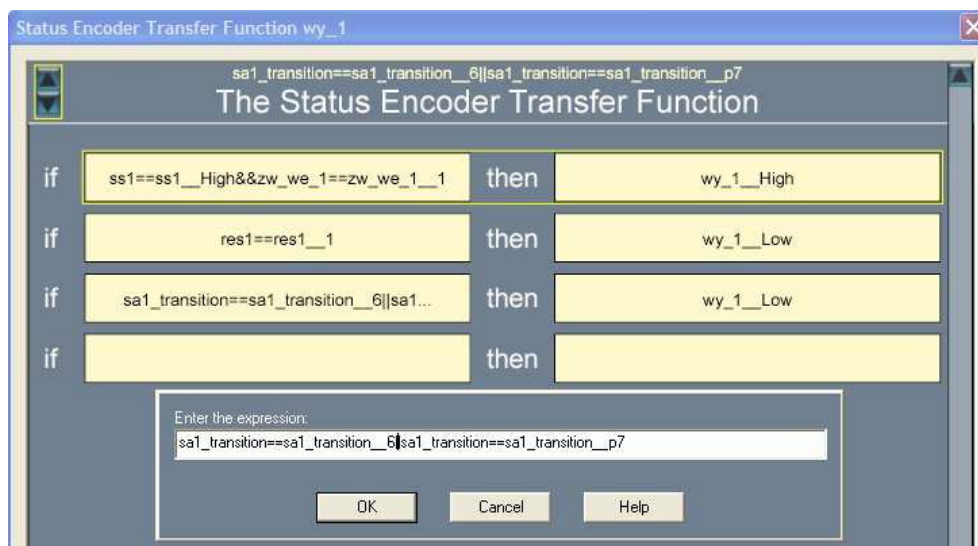 Status Encoder Transfer Function wy_1
sa1_transition==sa1_transition__6||sa1_transition==sa1_transition__p7
The Status Encoder Transfer Function
if ss1==ss1__High&&zw_we_1==zw_we_1__1 then wy_1__High
if res1==res1__1 then wy_1__Low
if sa1_transition==sa1_transition__6||sa1... then wy_1__Low
if then
Enter the expression:
sa1_transition==sa1_transition__6||sa1_transition==sa1_transition__p7
OK Cancel Help